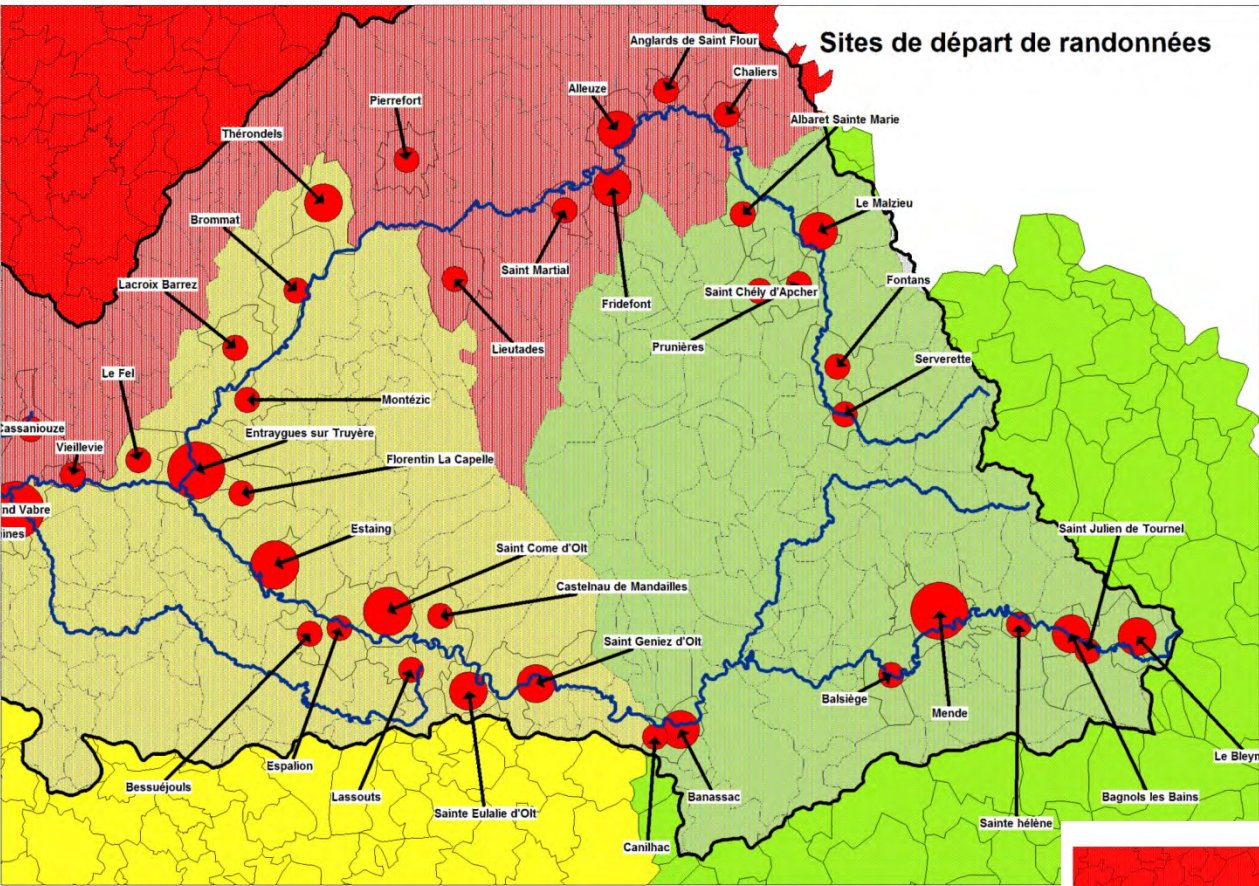 Sites de départ de randonnées
Anglards de Saint Flour
Chaliers
Alleuze
Pierrefort
Albaret Sainte Marie
Thérondels
Le Malzieu
Brommat
Saint Martial
Fontans
Lacroix Barrez
Saint Chély d'Apcher
Fridefont
Lieutades
Prunières
Serverette
Le Fel
Montézic
Cassaniouze
Entraygues sur Truyère
Vieillevie
Florentin La Capelle
nd Vabre
ines
Estaing
Saint Julien de Tournel
Saint Come d'Olt
Castelnau de Mandailles
Saint Geniez d'Olt
Balsiège
Mende
Le Bleym
Espalion
Bessuéjouls
Lassouts
Banassac
Bagnols les Bains
Sainte Eulalie d'Olt
Sainte hélène
Canilhac